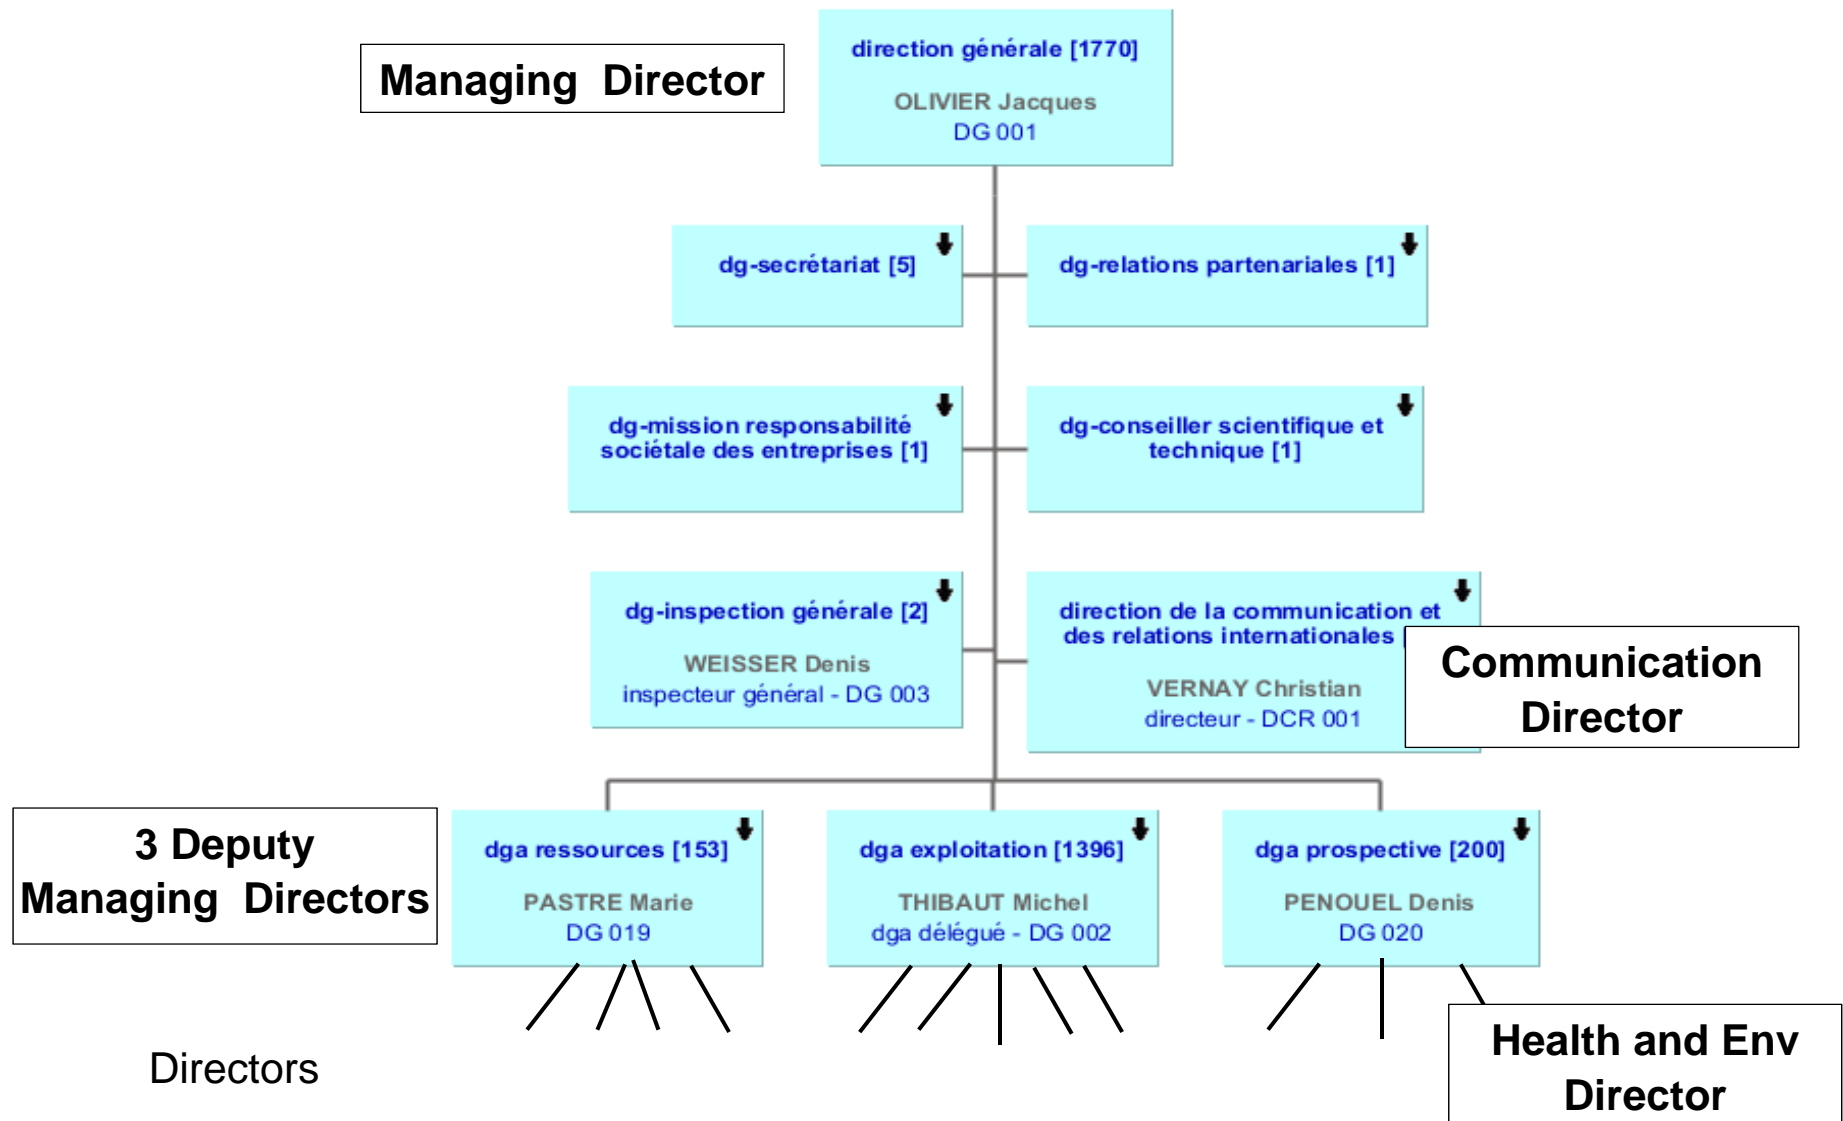 direction générale [1770]
OLIVIER Jacques
DG 001
Managing Director
dg-secrétariat [5]
dg-relations partenariales [1]
dg-mission responsabilité
sociétale des entreprises [1]
dg-conseiller scientifique et
technique [1]
dg-inspection générale [2]
WEISSER Denis
inspecteur général - DG 003
direction de la communication et
des relations internationales [
VERNAY Christian
directeur - DCR 001
Communication
Director
3 Deputy
Managing Directors
dga ressources [153]
PASTRE Marie
DG 019
dga exploitation [1396]
THIBAUT Michel
dga délégué - DG 002
dga prospective [200]
PENOUEL Denis
DG 020
Directors
Health and Env
Director